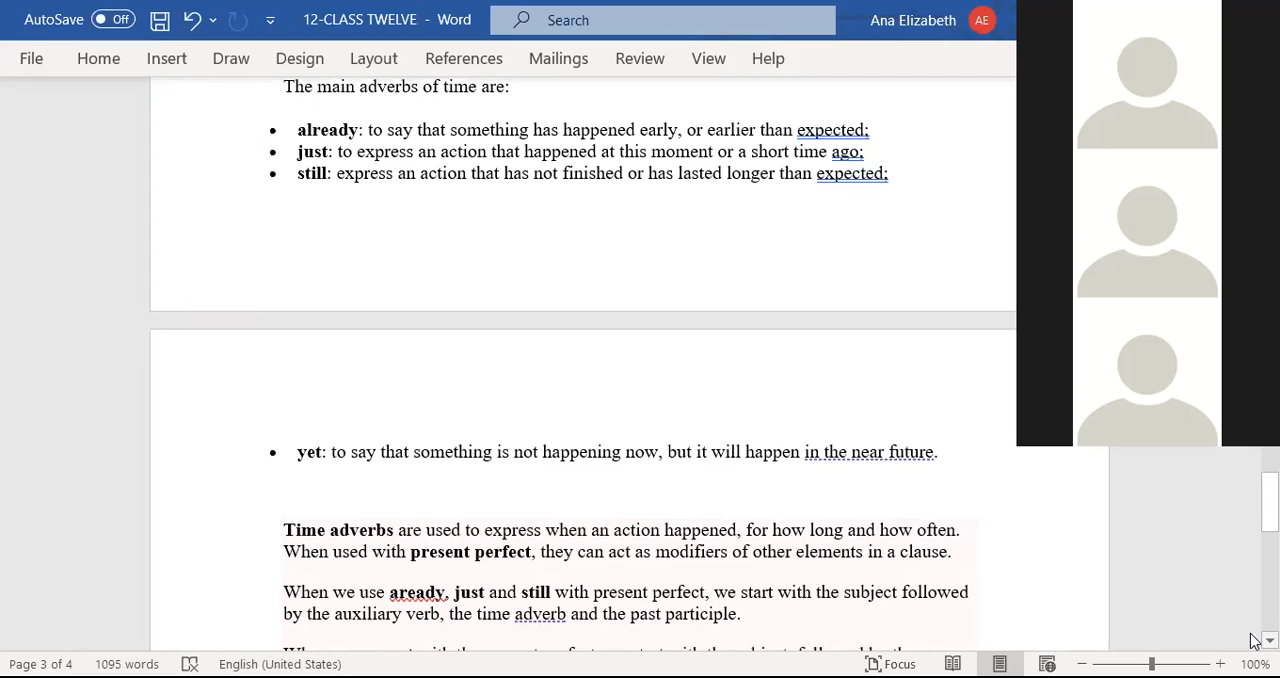 AutoSave Off 12-CLASS TWELVE - Word Search Ana Elizabeth AE
File Home Insert Draw Design Layout References Mailings Review View Help
The main adverbs of time are:
• already: to say that something has happened early, or earlier than expected;
• just: to express an action that happened at this moment or a short time ago;
• still: express an action that has not finished or has lasted longer than expected;
• yet: to say that something is not happening now, but it will happen in the near future.
Time adverbs are used to express when an action happened, for how long and how often.
When used with present perfect, they can act as modifiers of other elements in a clause.
When we use aready, just and still with present perfect, we start with the subject followed
by the auxiliary verb, the time adverb and the past participle.
Page 3 of 4 1095 words English (United States) Focus 100%